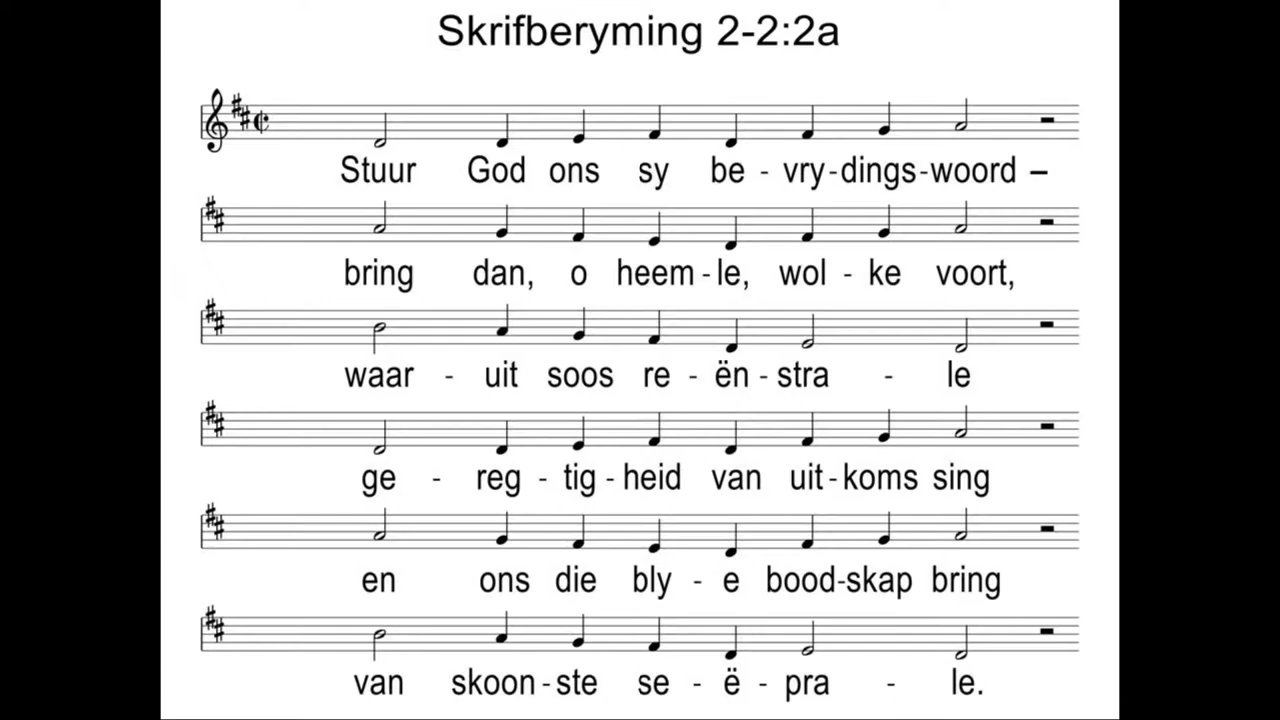 Skrifberyming 2-2:2a
Stuur God ons sy be - vry - dings - woord –
bring dan, o heem - le, wol - ke voort,
waar - uit soos re - ën - stra - le
ge - reg - tig - heid van uit - koms sing
en ons die bly - e bood - skap bring
van skoon - ste se - ë - pra - le.